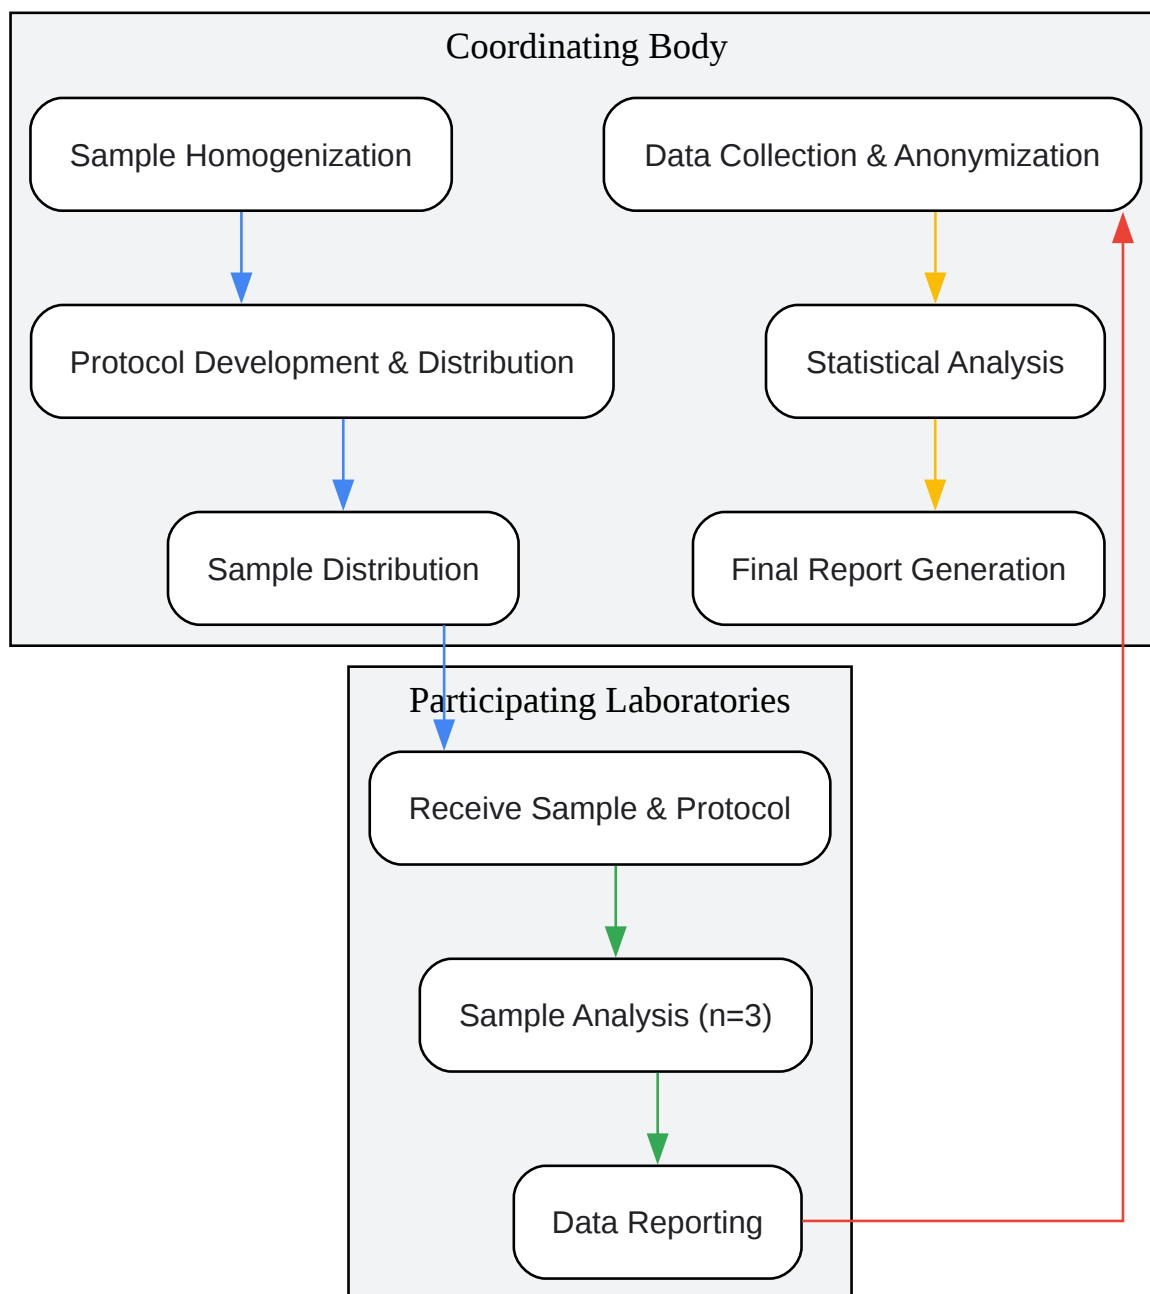 Coordinating Body
Sample Homogenization
Protocol Development & Distribution
Sample Distribution
Data Collection & Anonymization
Statistical Analysis
Final Report Generation
Participating Laboratories
Receive Sample & Protocol
Sample Analysis (n=3)
Data Reporting